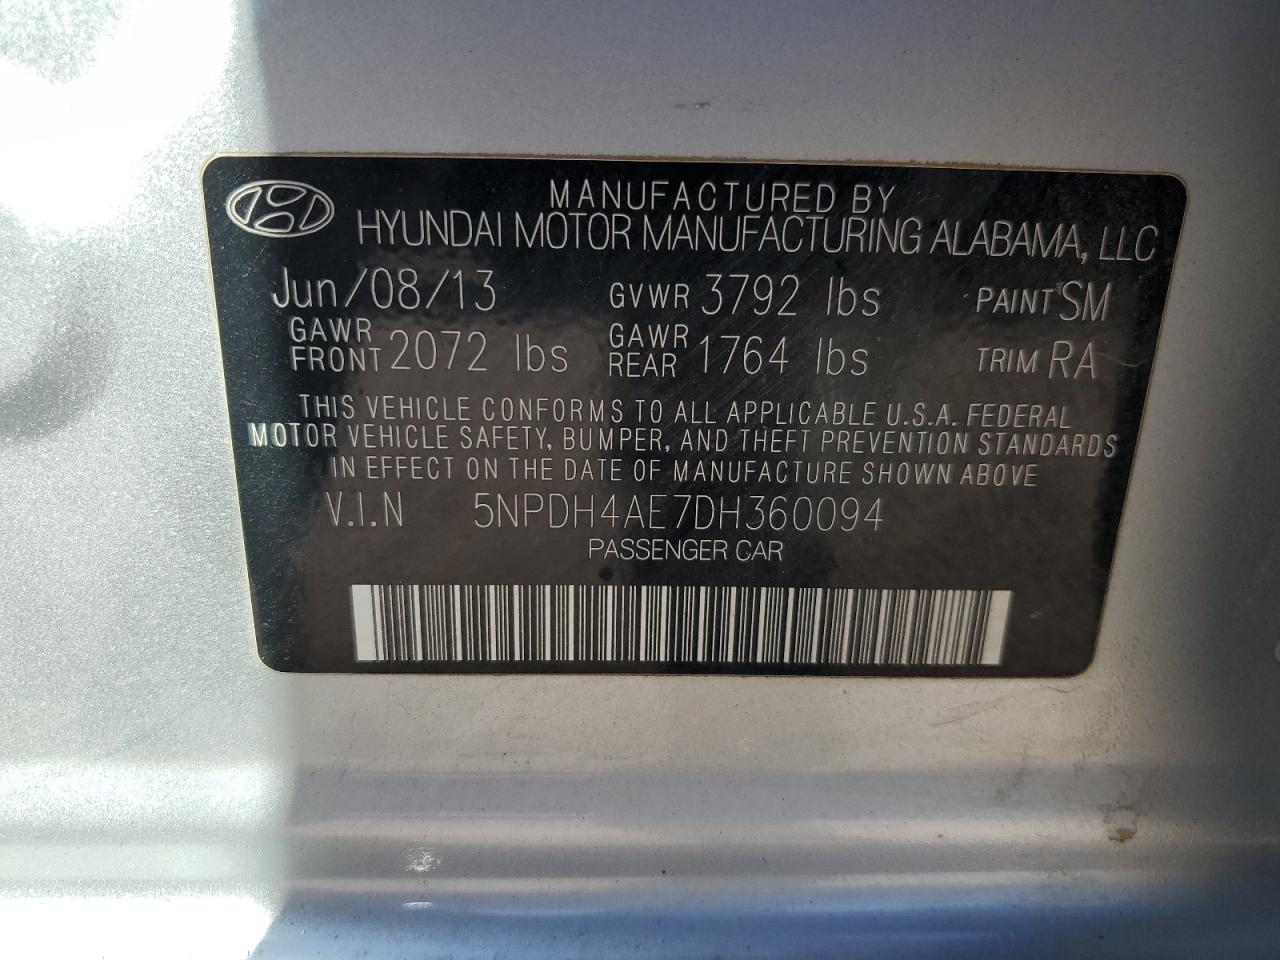 MANUFACTURED BY
HYUNDAI MOTOR MANUFACTURING ALABAMA, LLC
Jun/08/13 GVWR 3792 lbs PAINT SM
GAWR FRONT 2072 lbs GAWR REAR 1764 lbs TRIM RA
THIS VEHICLE CONFORMS TO ALL APPLICABLE U.S.A. FEDERAL
MOTOR VEHICLE SAFETY, BUMPER, AND THEFT PREVENTION STANDARDS
IN EFFECT ON THE DATE OF MANUFACTURE SHOWN ABOVE
V.I.N 5NPDH4AE7DH360094
PASSENGER CAR